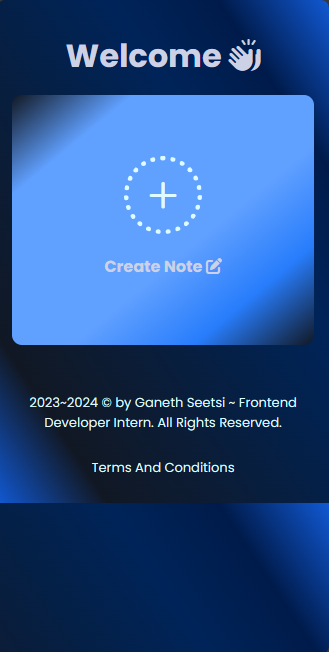 Welcome
Create Note
2023~2024 © by Ganeth Seetsi ~ Frontend
Developer Intern. All Rights Reserved.
Terms And Conditions